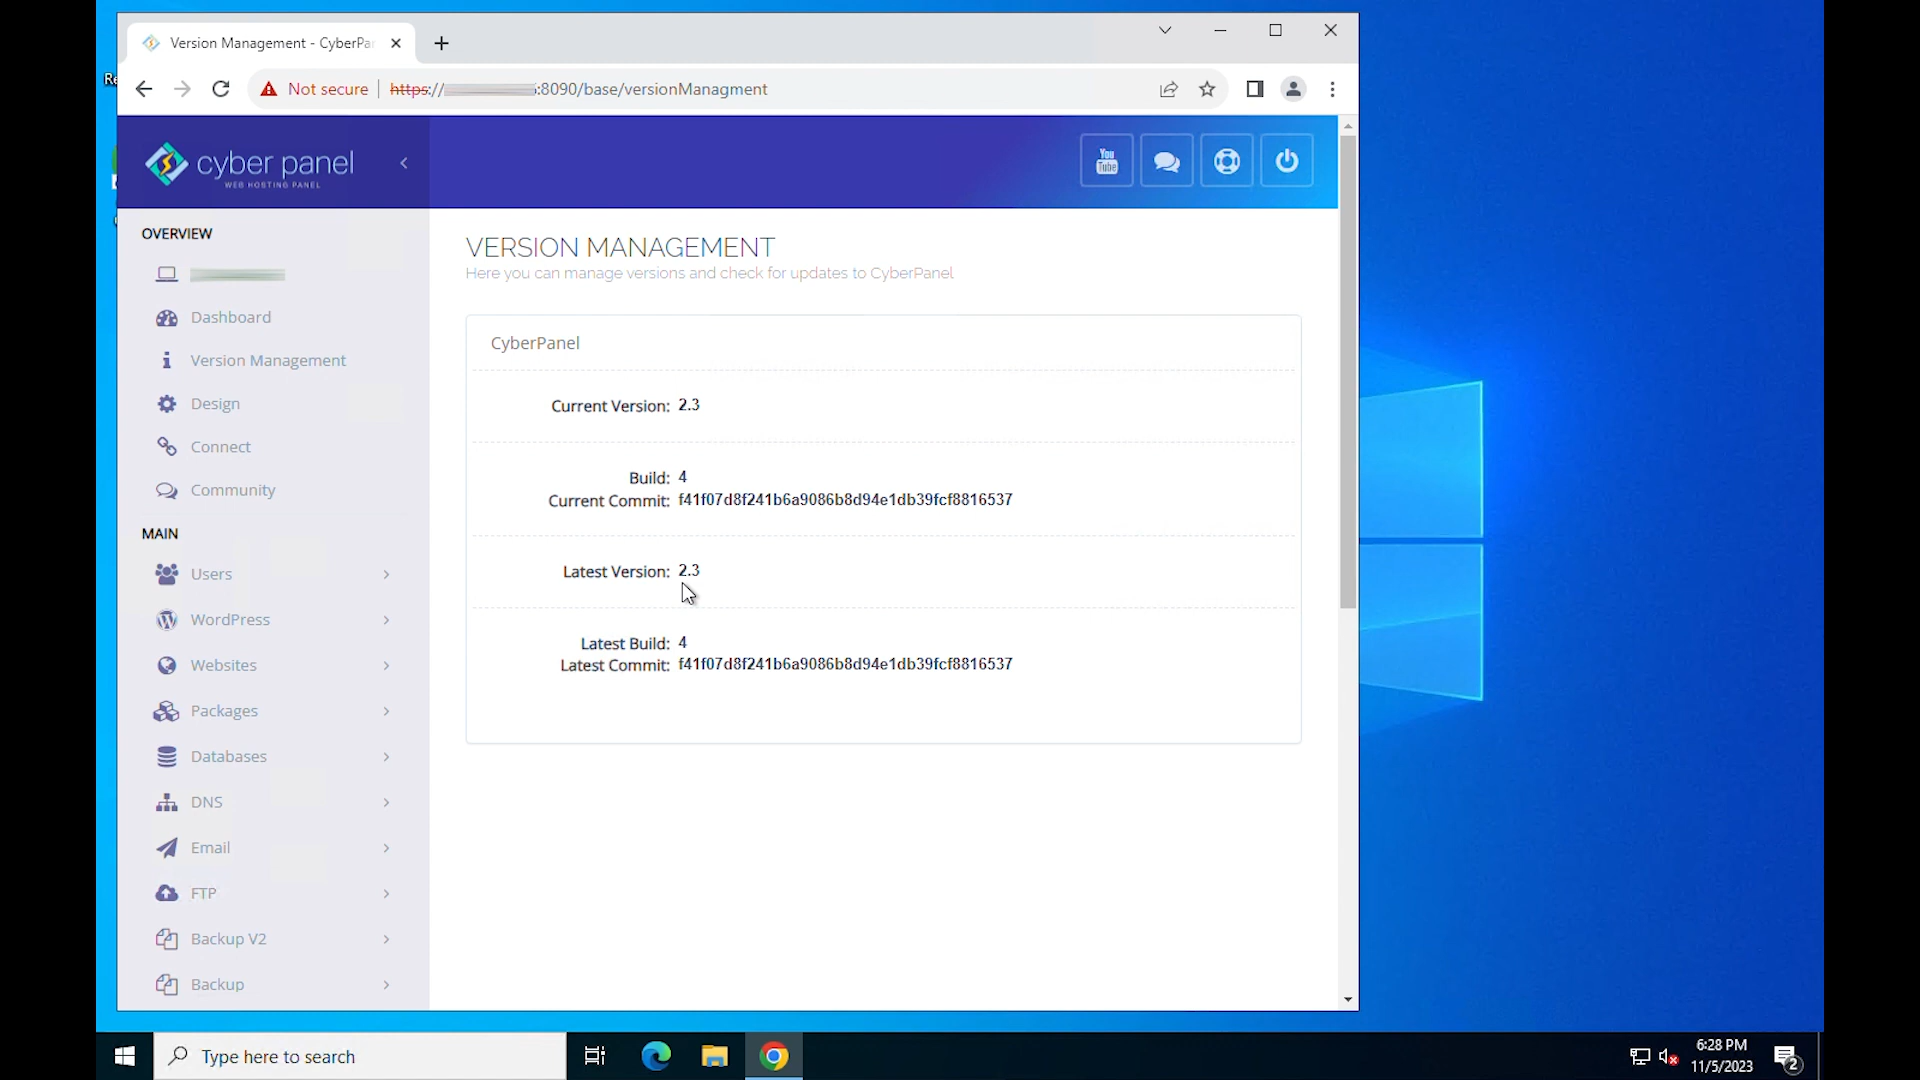 Version Management - CyberPa
Re
Not secure
https://
:8090/base/versionManagment
cyber panel
WEB HOSTING PANEL
You
Tube
OVERVIEW
Dashboard
Version Management
Design
Connect
Community
MAIN
Users
WordPress
Websites
Packages
Databases
DNS
Email
FTP
Backup V2
Backup
VERSION MANAGEMENT
Here you can manage versions and check for updates to CyberPanel
CyberPanel
Current Version: 2.3
Build: 4
Current Commit: f41f07d8f241b6a9086b8d94e1db39fcf8816537
Latest Version: 2.3
Latest Build: 4
Latest Commit: f41f07d8f241b6a9086b8d94e1db39fcf8816537
Type here to search
6:28 PM
11/5/2023
2